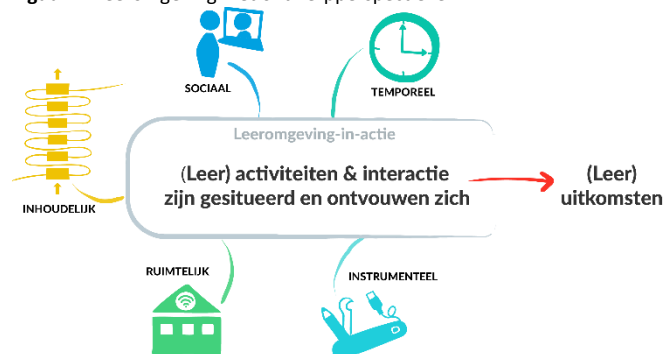 SOCIAAL
TEMPOREEL
Leeromgeving-in-actie
(Leer) activiteiten & interactie
zijn gesitueerd en ontvouwen zich
(Leer)
uitkomsten
INHOUDELIJK
RUIMTELIJK
INSTRUMENTEEL